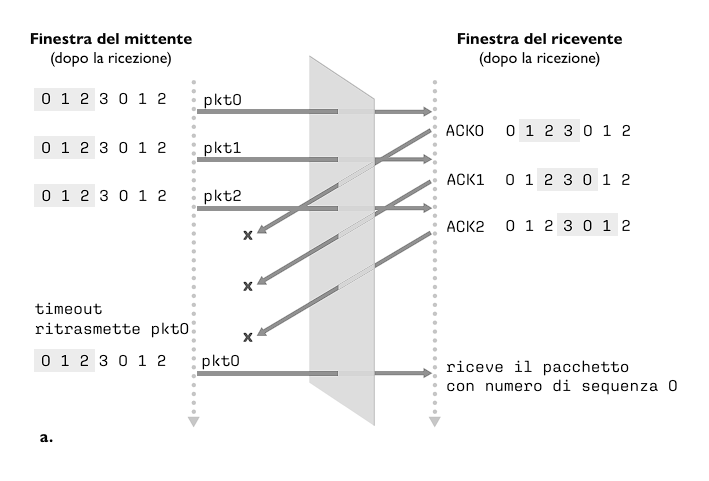 Finestra del mittente
(dopo la ricezione)
Finestra del ricevente
(dopo la ricezione)
0 1 2 3 0 1 2
pkt0
ACK0 0 1 2 3 0 1 2
0 1 2 3 0 1 2
pkt1
ACK1 0 1 2 3 0 1 2
0 1 2 3 0 1 2
pkt2
ACK2 0 1 2 3 0 1 2
x
x
x
timeout
ritrasmette pkt0
0 1 2 3 0 1 2
pkt0
riceve il pacchetto
con numero di sequenza 0
a.